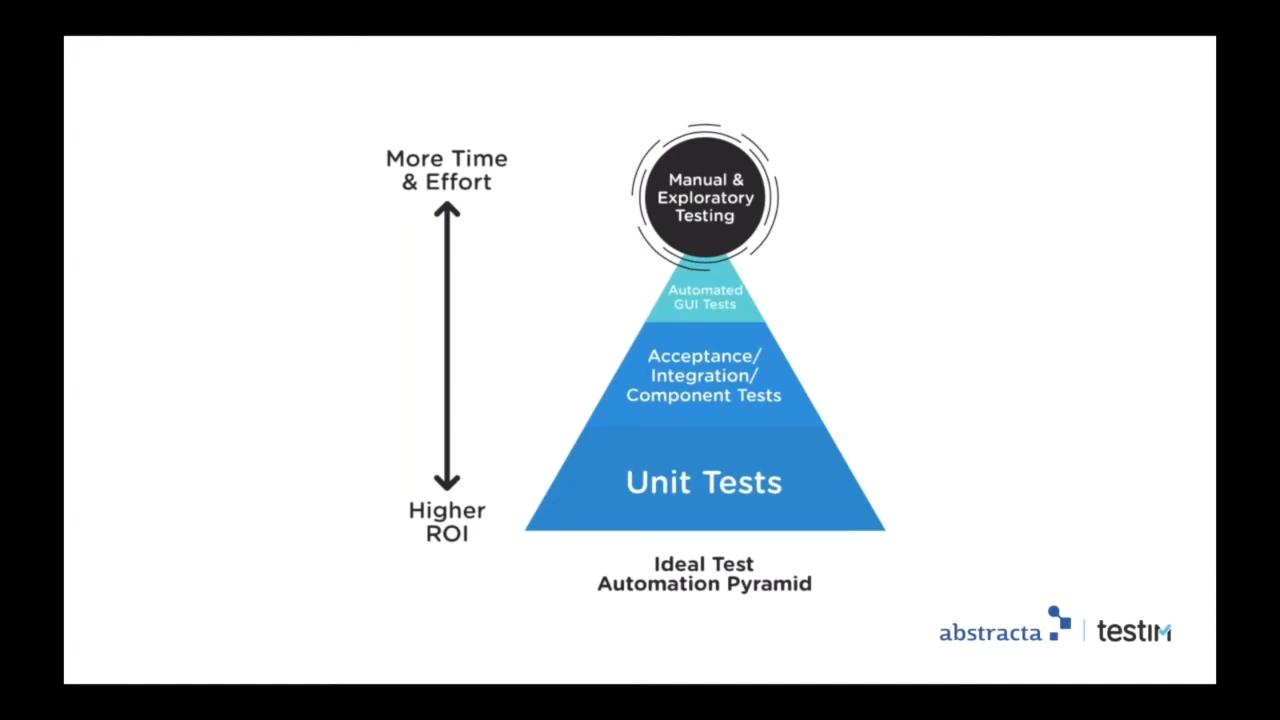 More Time
& Effort
Higher
ROI
Manual &
Exploratory
Testing
Automated
GUI Tests
Acceptance/
Integration/
Component Tests
Unit Tests
Ideal Test
Automation Pyramid
abstracta
testim